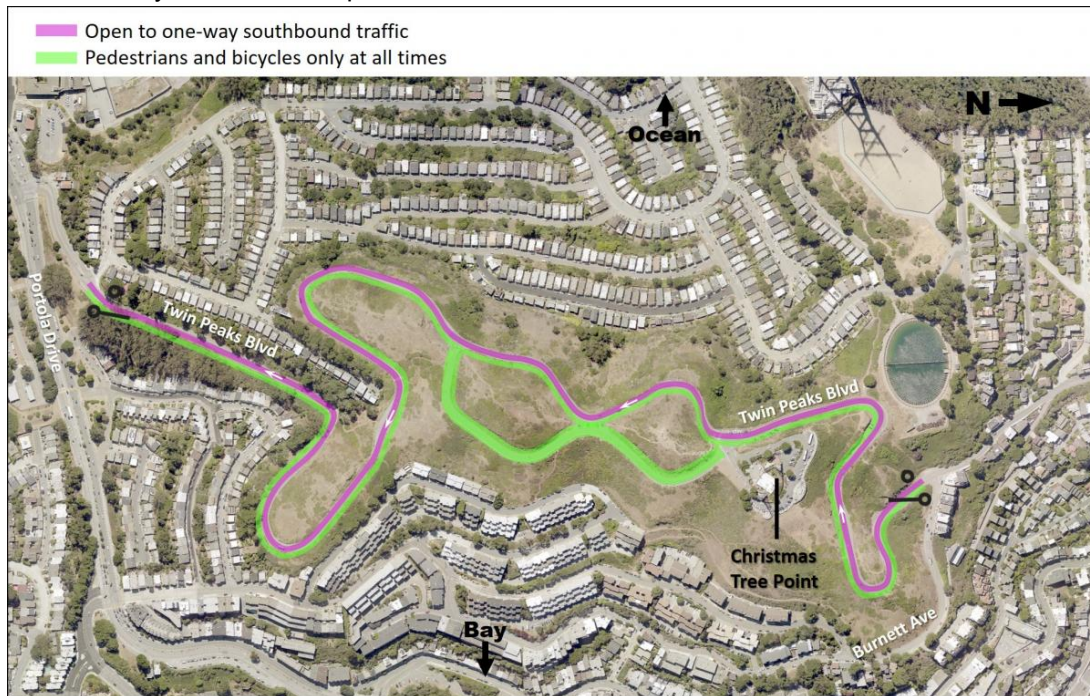 Open to one-way southbound traffic
Pedestrians and bicycles only at all times
N
Ocean
Portola Drive
Twin Peaks Blvd
Twin Peaks Blvd
Christmas
Tree Point
Burnett Ave
Bay